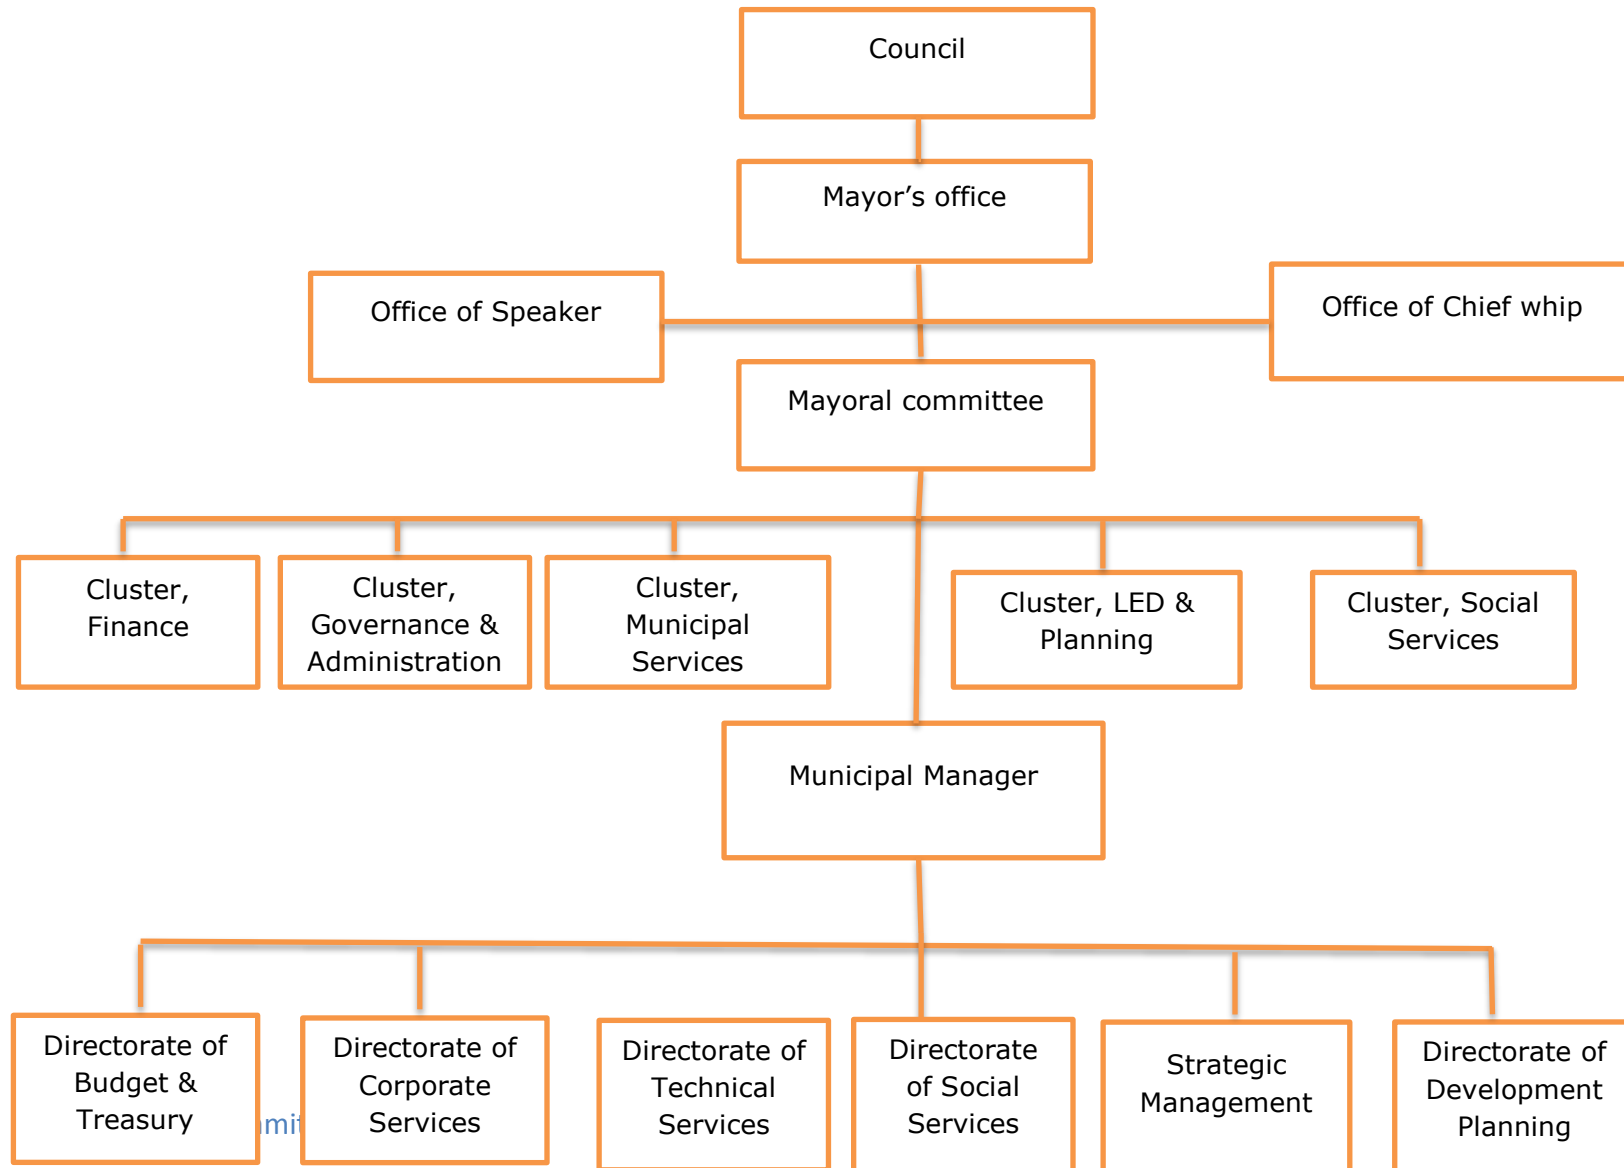 Council
Mayor’s office
Office of Speaker
Office of Chief whip
Mayoral committee
Cluster,
Finance
Cluster,
Governance &
Administration
Cluster,
Municipal
Services
Cluster, LED &
Planning
Cluster, Social
Services
Municipal Manager
Directorate of
Budget &
Treasury
Directorate of
Corporate
Services
Directorate of
Technical
Services
Directorate
of Social
Services
Strategic
Management
Directorate of
Development
Planning